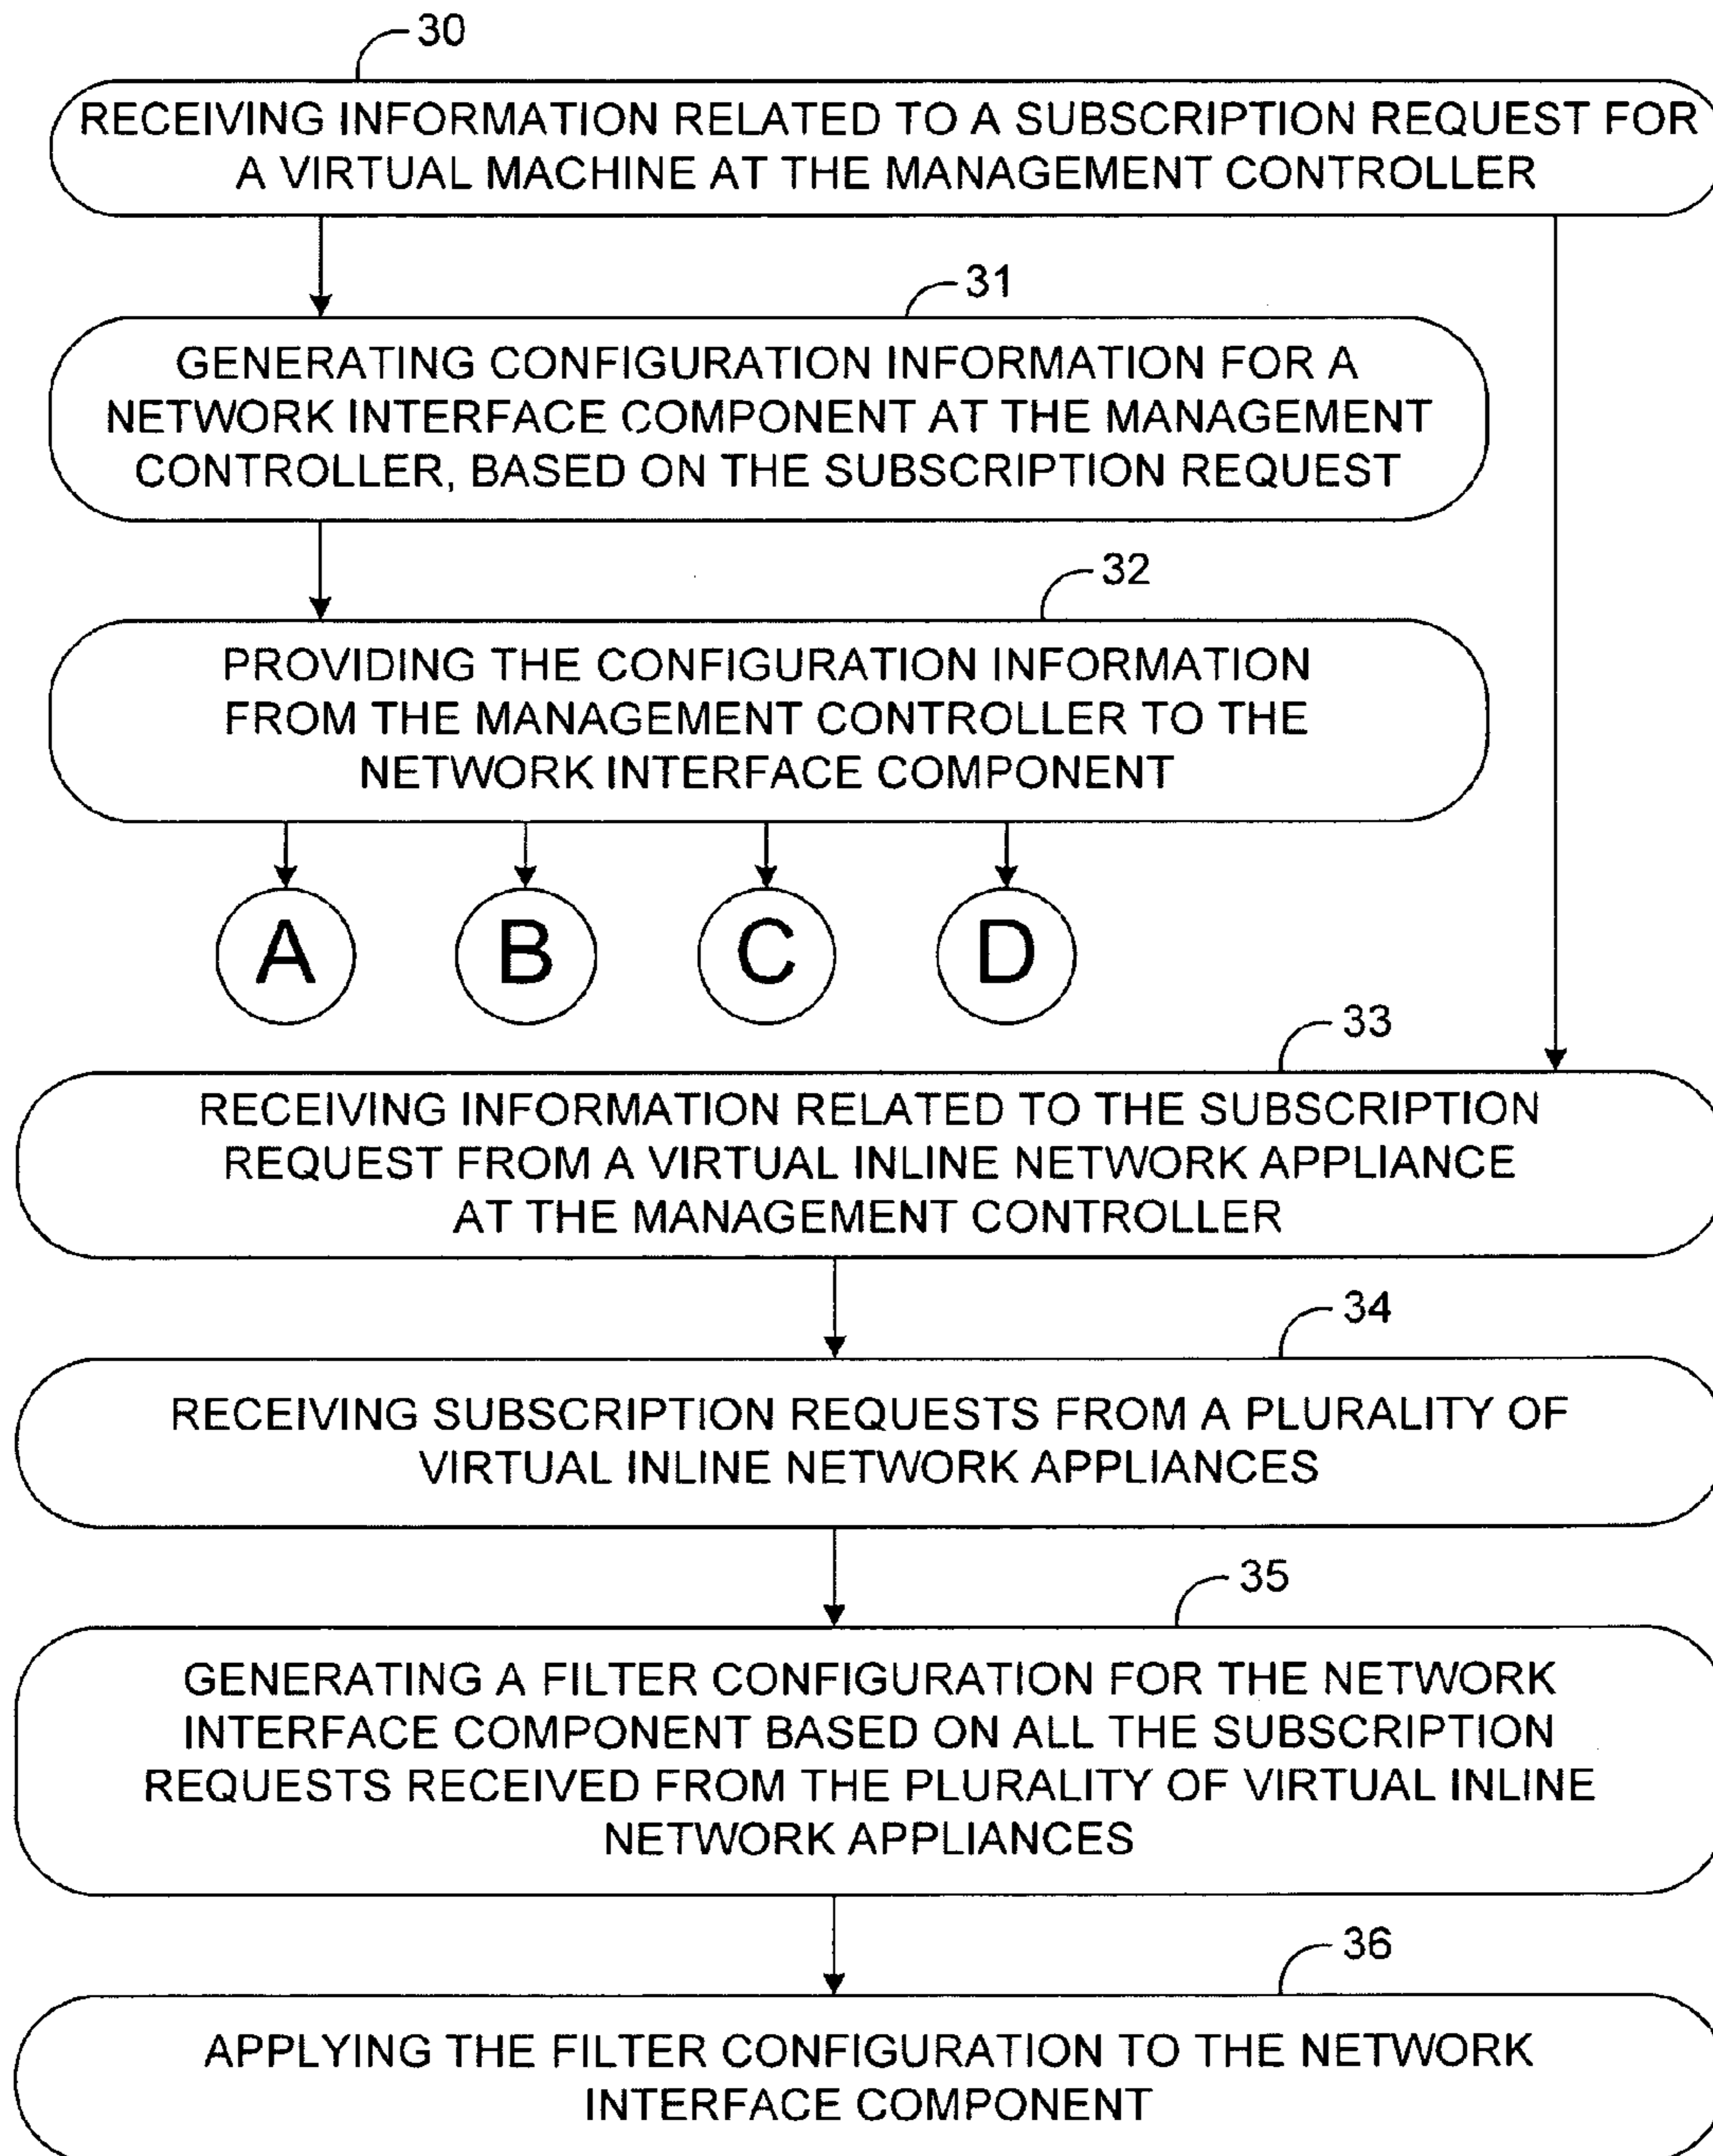 30
RECEIVING INFORMATION RELATED TO A SUBSCRIPTION REQUEST FOR
A VIRTUAL MACHINE AT THE MANAGEMENT CONTROLLER
31
GENERATING CONFIGURATION INFORMATION FOR A
NETWORK INTERFACE COMPONENT AT THE MANAGEMENT
CONTROLLER, BASED ON THE SUBSCRIPTION REQUEST
32
PROVIDING THE CONFIGURATION INFORMATION
FROM THE MANAGEMENT CONTROLLER TO THE
NETWORK INTERFACE COMPONENT
A B C D
33
RECEIVING INFORMATION RELATED TO THE SUBSCRIPTION
REQUEST FROM A VIRTUAL INLINE NETWORK APPLIANCE
AT THE MANAGEMENT CONTROLLER
34
RECEIVING SUBSCRIPTION REQUESTS FROM A PLURALITY OF
VIRTUAL INLINE NETWORK APPLIANCES
35
GENERATING A FILTER CONFIGURATION FOR THE NETWORK
INTERFACE COMPONENT BASED ON ALL THE SUBSCRIPTION
REQUESTS RECEIVED FROM THE PLURALITY OF VIRTUAL INLINE
NETWORK APPLIANCES
36
APPLYING THE FILTER CONFIGURATION TO THE NETWORK
INTERFACE COMPONENT